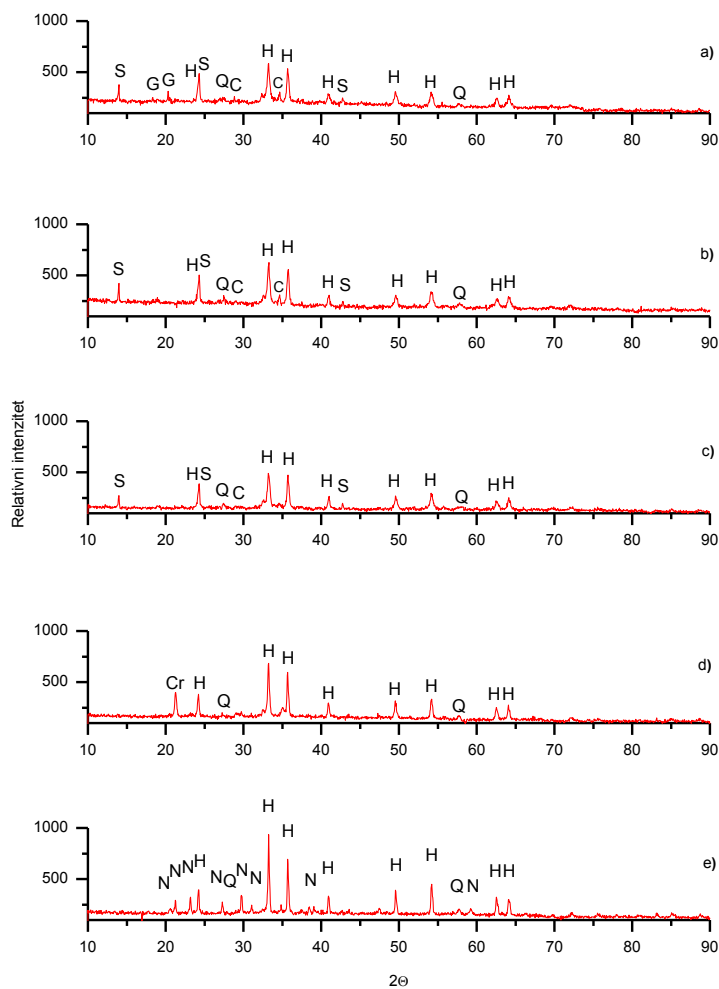 1000
500
S G G H S Q C H C H H S H H Q H H
a)
10 20 30 40 50 60 70 80 90
1000
500
S H S Q C H C H H S H H Q H H
b)
10 20 30 40 50 60 70 80 90
Relativni intenzitet
1000
500
S H S Q C H H H S H H Q H H
c)
10 20 30 40 50 60 70 80 90
1000
500
Cr H Q H H H H H Q H H
d)
10 20 30 40 50 60 70 80 90
1000
500
N N N H N Q N N H H N H H H Q N H H
e)
10 20 30 40 50 60 70 80 90
2Θ